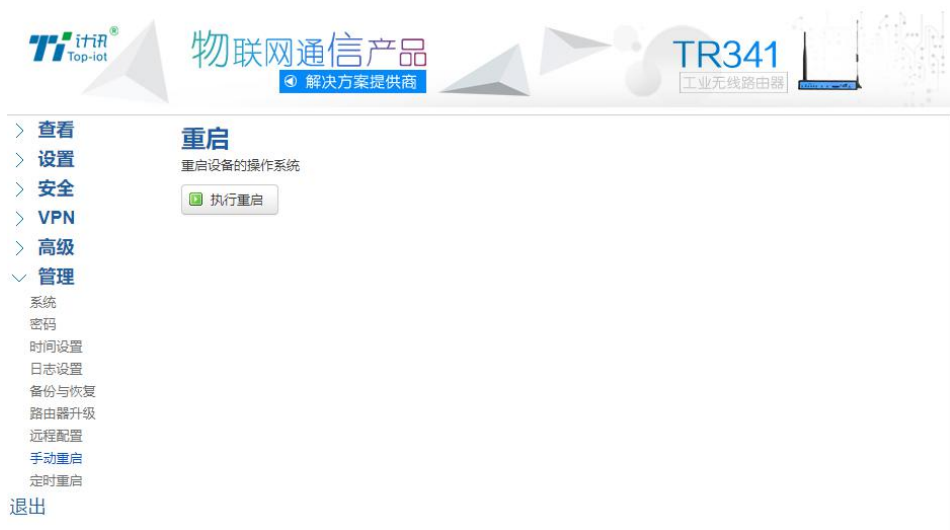 Ti 计讯®
Top-iot
物联网通信产品
解决方案提供商
TR341
工业无线路由器
查看
设置
安全
VPN
高级
管理
系统
密码
时间设置
日志设置
备份与恢复
路由器升级
远程配置
手动重启
定时重启
退出
重启
重启设备的操作系统
执行重启